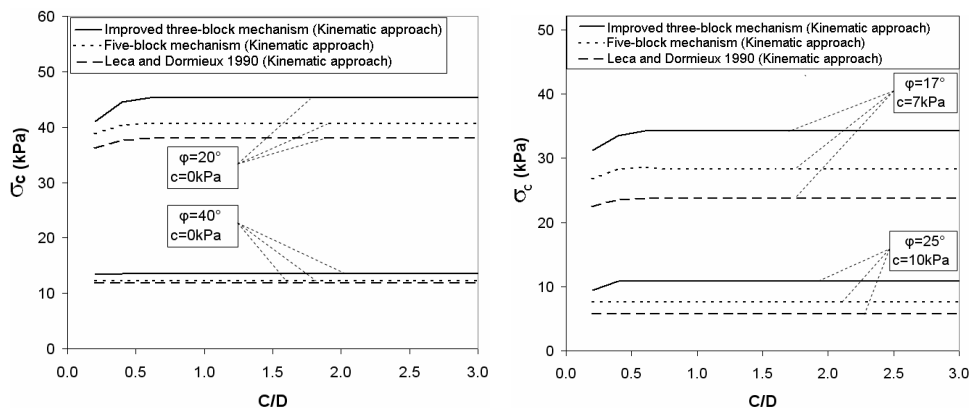 60
50
40
30
20
10
0
σc (kPa)
Improved three-block mechanism (Kinematic approach)
Five-block mechanism (Kinematic approach)
Leca and Dormieux 1990 (Kinematic approach)
φ=20°
c=0kPa
φ=40°
c=0kPa
0.0 0.5 1.0 1.5 2.0 2.5 3.0
C/D
50
40
30
20
10
0
σc (kPa)
Improved three-block mechanism (Kinematic approach)
Five-block mechanism (Kinematic approach)
Leca and Dormieux 1990 (Kinematic approach)
φ=17°
c=7kPa
φ=25°
c=10kPa
0.0 0.5 1.0 1.5 2.0 2.5 3.0
C/D